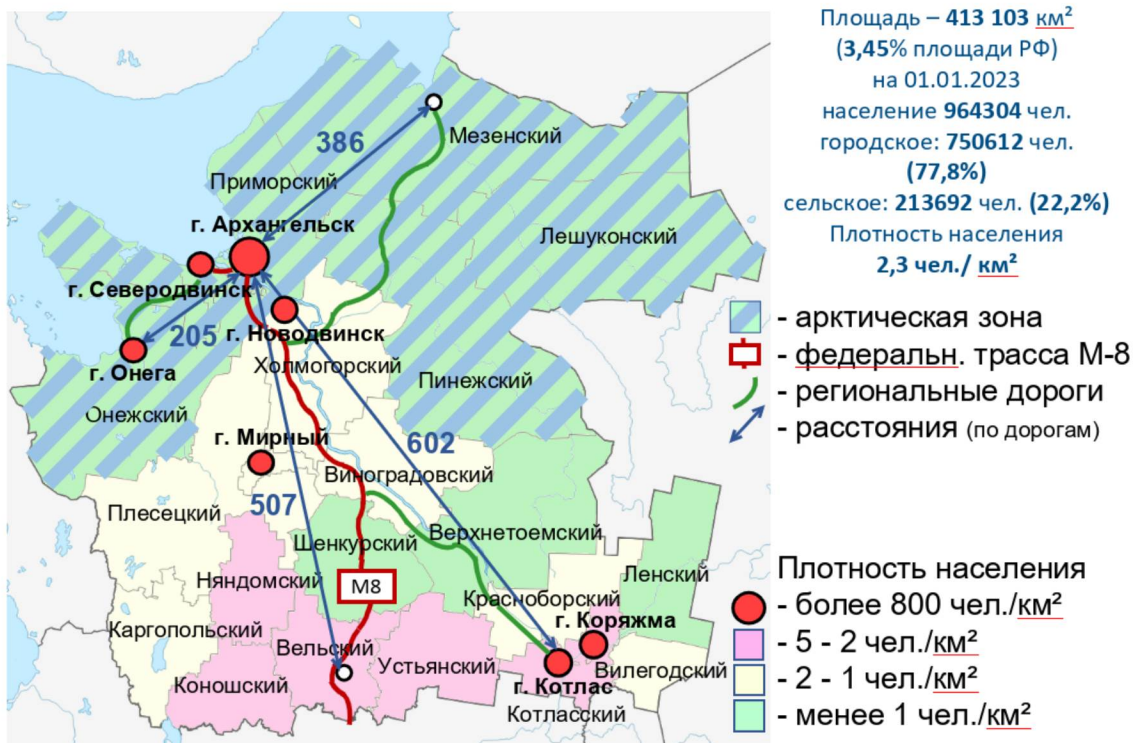 Площадь – 413 103 км²
(3,45% площади РФ)
на 01.01.2023
население 964304 чел.
городское: 750612 чел.
(77,8%)
сельское: 213692 чел. (22,2%)
Плотность населения
2,3 чел./ км²
386
Мезенский
Приморский
г. Архангельск
Лешуконский
г. Северодвинск
205
г. Новодвинск
г. Онега
Холмогорский
Пинежский
Онежский
г. Мирный
602
Виноградовский
507
Плесецкий
Шенкурский
Верхнетоемский
Няндомский
М8
Ленский
Красноборский
Каргопольский
г. Коряжма
Вельский
Устьянский
Вилегодский
Коношский
г. Котлас
Котласский
- арктическая зона
- федеральн. трасса М-8
- региональные дороги
- расстояния (по дорогам)
Плотность населения
- более 800 чел./км²
- 5 - 2 чел./км²
- 2 - 1 чел./км²
- менее 1 чел./км²